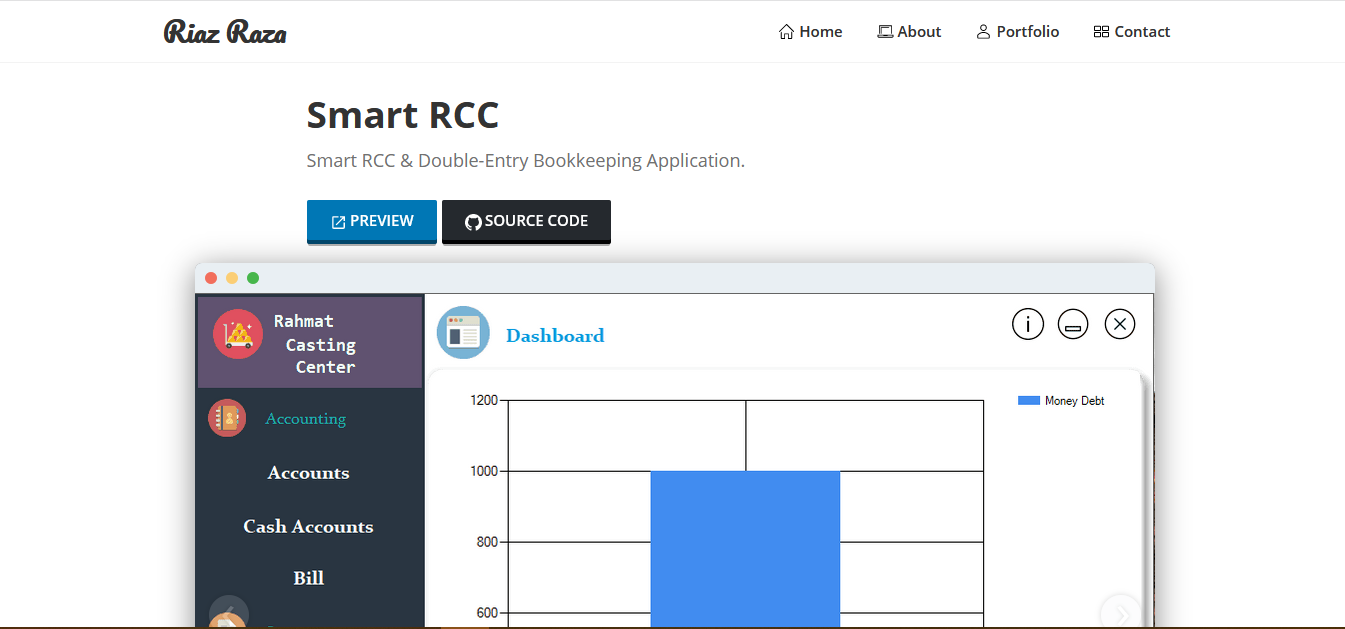 Riaz Raza
Home
About
Portfolio
Contact
Smart RCC
Smart RCC & Double-Entry Bookkeeping Application.
PREVIEW
SOURCE CODE
Rahmat
Casting
Center
Dashboard
Accounting
Accounts
Cash Accounts
Bill
1200
1000
800
600
Money Debt